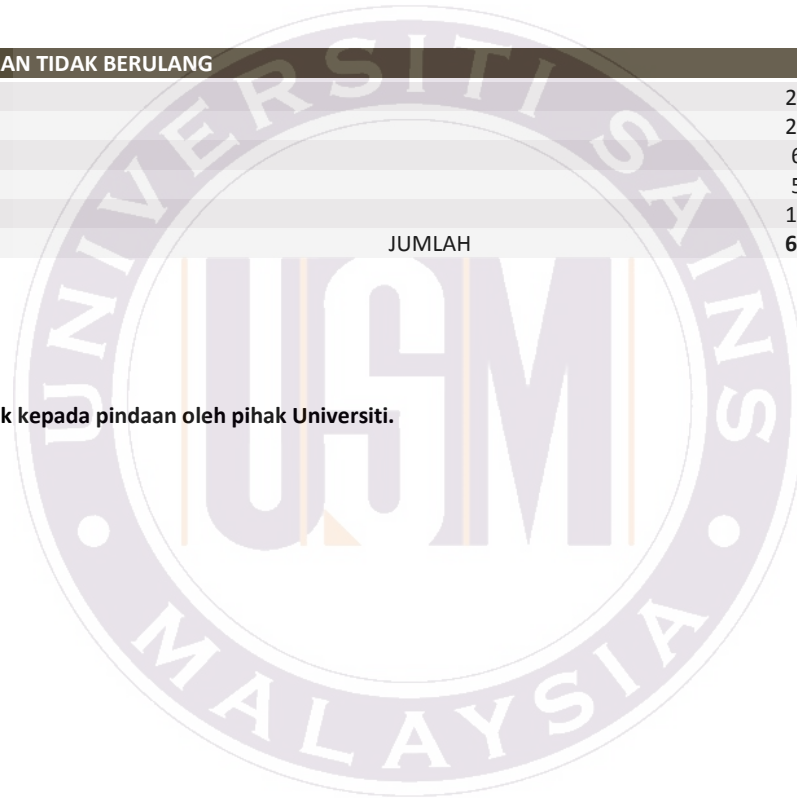 AN TIDAK BERULANG
2
2
6
5
1
JUMLAH 6
k kepada pindaan oleh pihak Universiti.
UNIVERSITI SAINS
USM
MALAYSIA